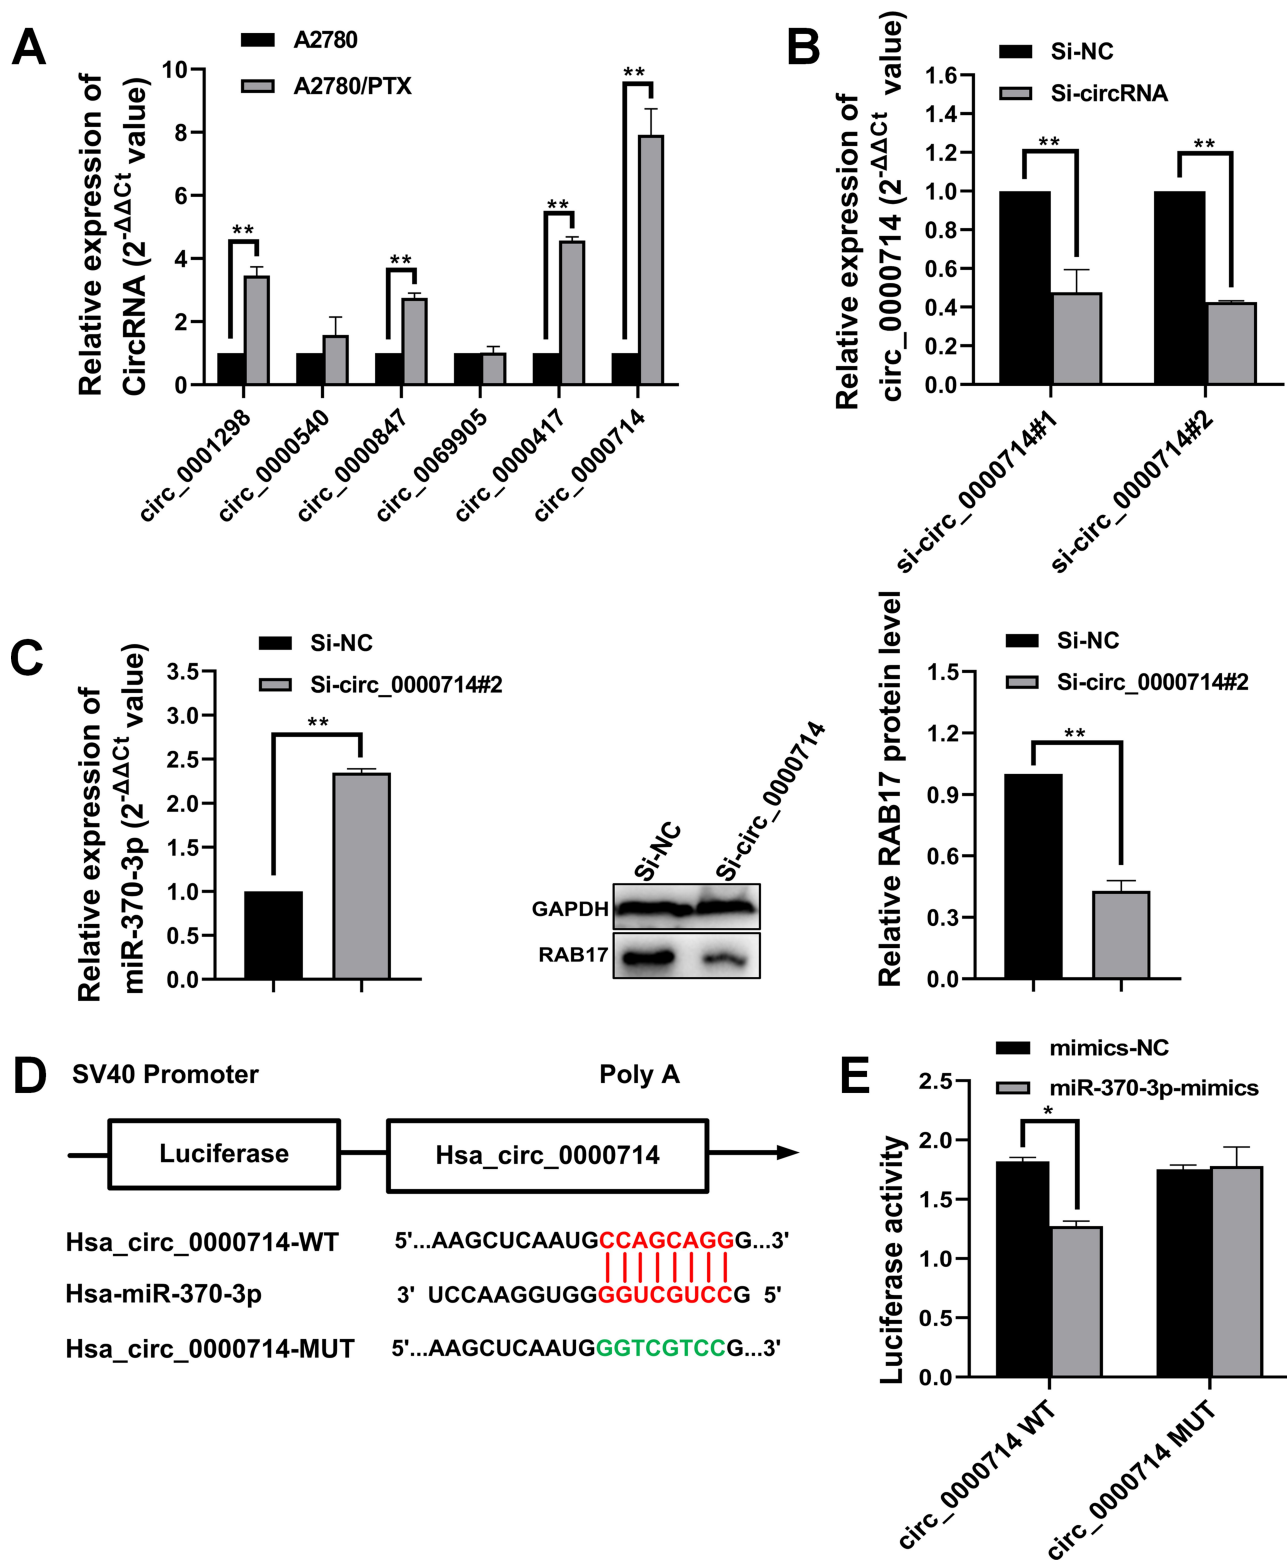 A
A2780
A2780/PTX
Relative expression of
CircRNA (2-ΔΔCt value)
10
8
6
4
2
0
**
**
**
**
circ_0001298
circ_0000540
circ_0000847
circ_0069905
circ_0000417
circ_0000714
B
Si-NC
Si-circRNA
Relative expression of
circ_0000714 (2-ΔΔCt value)
1.6
1.4
1.2
1.0
0.8
0.6
0.4
0.2
0.0
**
**
si-circ_0000714#1
si-circ_0000714#2
C
Si-NC
Si-circ_0000714#2
Relative expression of
miR-370-3p (2-ΔΔCt value)
3.5
3.0
2.5
2.0
1.5
1.0
0.5
0.0
**
Si-NC
Si-circ_0000714
GAPDH
RAB17
Si-NC
Si-circ_0000714#2
Relative RAB17 protein level
1.5
1.2
0.9
0.6
0.3
0.0
**
D
SV40 Promoter
Poly A
Luciferase
Hsa_circ_0000714
Hsa_circ_0000714-WT 5'...AAGCUCAAUGCCAGCAGGG...3'
Hsa-miR-370-3p 3' UCCAAGGUGGGGUCGUCCG 5'
Hsa_circ_0000714-MUT 5'...AAGCUCAAUGGGTCGTCCG...3'
E
mimics-NC
miR-370-3p-mimics
Luciferase activity
2.5
2.0
1.5
1.0
0.5
0.0
*
circ_0000714 WT
circ_0000714 MUT